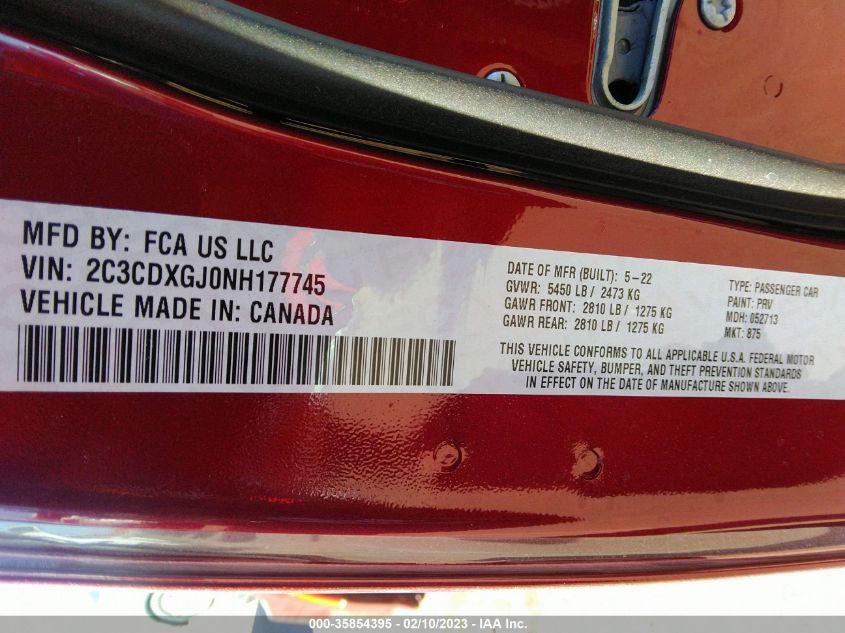 MFD BY: FCA US LLC
VIN: 2C3CDXGJ0NH177745
VEHICLE MADE IN: CANADA
DATE OF MFR (BUILT): 5-22
GVWR: 5450 LB / 2473 KG
GAWR FRONT: 2810 LB / 1275 KG
GAWR REAR: 2810 LB / 1275 KG
TYPE: PASSENGER CAR
PAINT: PRV
MDH: 052713
MKT: 875
THIS VEHICLE CONFORMS TO ALL APPLICABLE U.S.A. FEDERAL MOTOR
VEHICLE SAFETY, BUMPER, AND THEFT PREVENTION STANDARDS
IN EFFECT ON THE DATE OF MANUFACTURE SHOWN ABOVE.
000-35854395 - 02/10/2023 - IAA Inc.